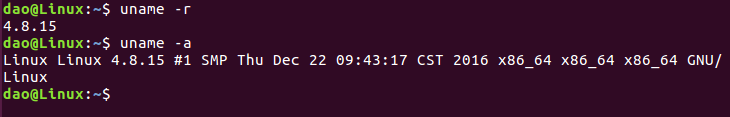 dao@Linux:~$ uname -r
4.8.15
dao@Linux:~$ uname -a
Linux Linux 4.8.15 #1 SMP Thu Dec 22 09:43:17 CST 2016 x86_64 x86_64 x86_64 GNU/
Linux
dao@Linux:~$